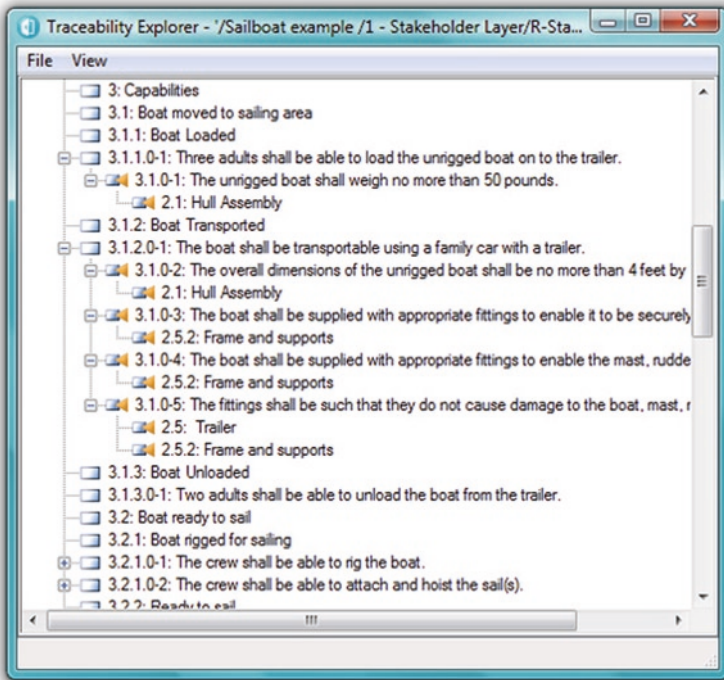 Traceability Explorer - '/Sailboat example /1 - Stakeholder Layer/R-Sta...
File View
3: Capabilities
3.1: Boat moved to sailing area
3.1.1: Boat Loaded
3.1.1.0-1: Three adults shall be able to load the unrigged boat on to the trailer.
3.1.0-1: The unrigged boat shall weigh no more than 50 pounds.
2.1: Hull Assembly
3.1.2: Boat Transported
3.1.2.0-1: The boat shall be transportable using a family car with a trailer.
3.1.0-2: The overall dimensions of the unrigged boat shall be no more than 4 feet by
2.1: Hull Assembly
3.1.0-3: The boat shall be supplied with appropriate fittings to enable it to be securely
2.5.2: Frame and supports
3.1.0-4: The boat shall be supplied with appropriate fittings to enable the mast, rudde
2.5.2: Frame and supports
3.1.0-5: The fittings shall be such that they do not cause damage to the boat, mast, r
2.5: Trailer
2.5.2: Frame and supports
3.1.3: Boat Unloaded
3.1.3.0-1: Two adults shall be able to unload the boat from the trailer.
3.2: Boat ready to sail
3.2.1: Boat rigged for sailing
3.2.1.0-1: The crew shall be able to rig the boat.
3.2.1.0-2: The crew shall be able to attach and hoist the sail(s).
3.2.2: Ready to sail